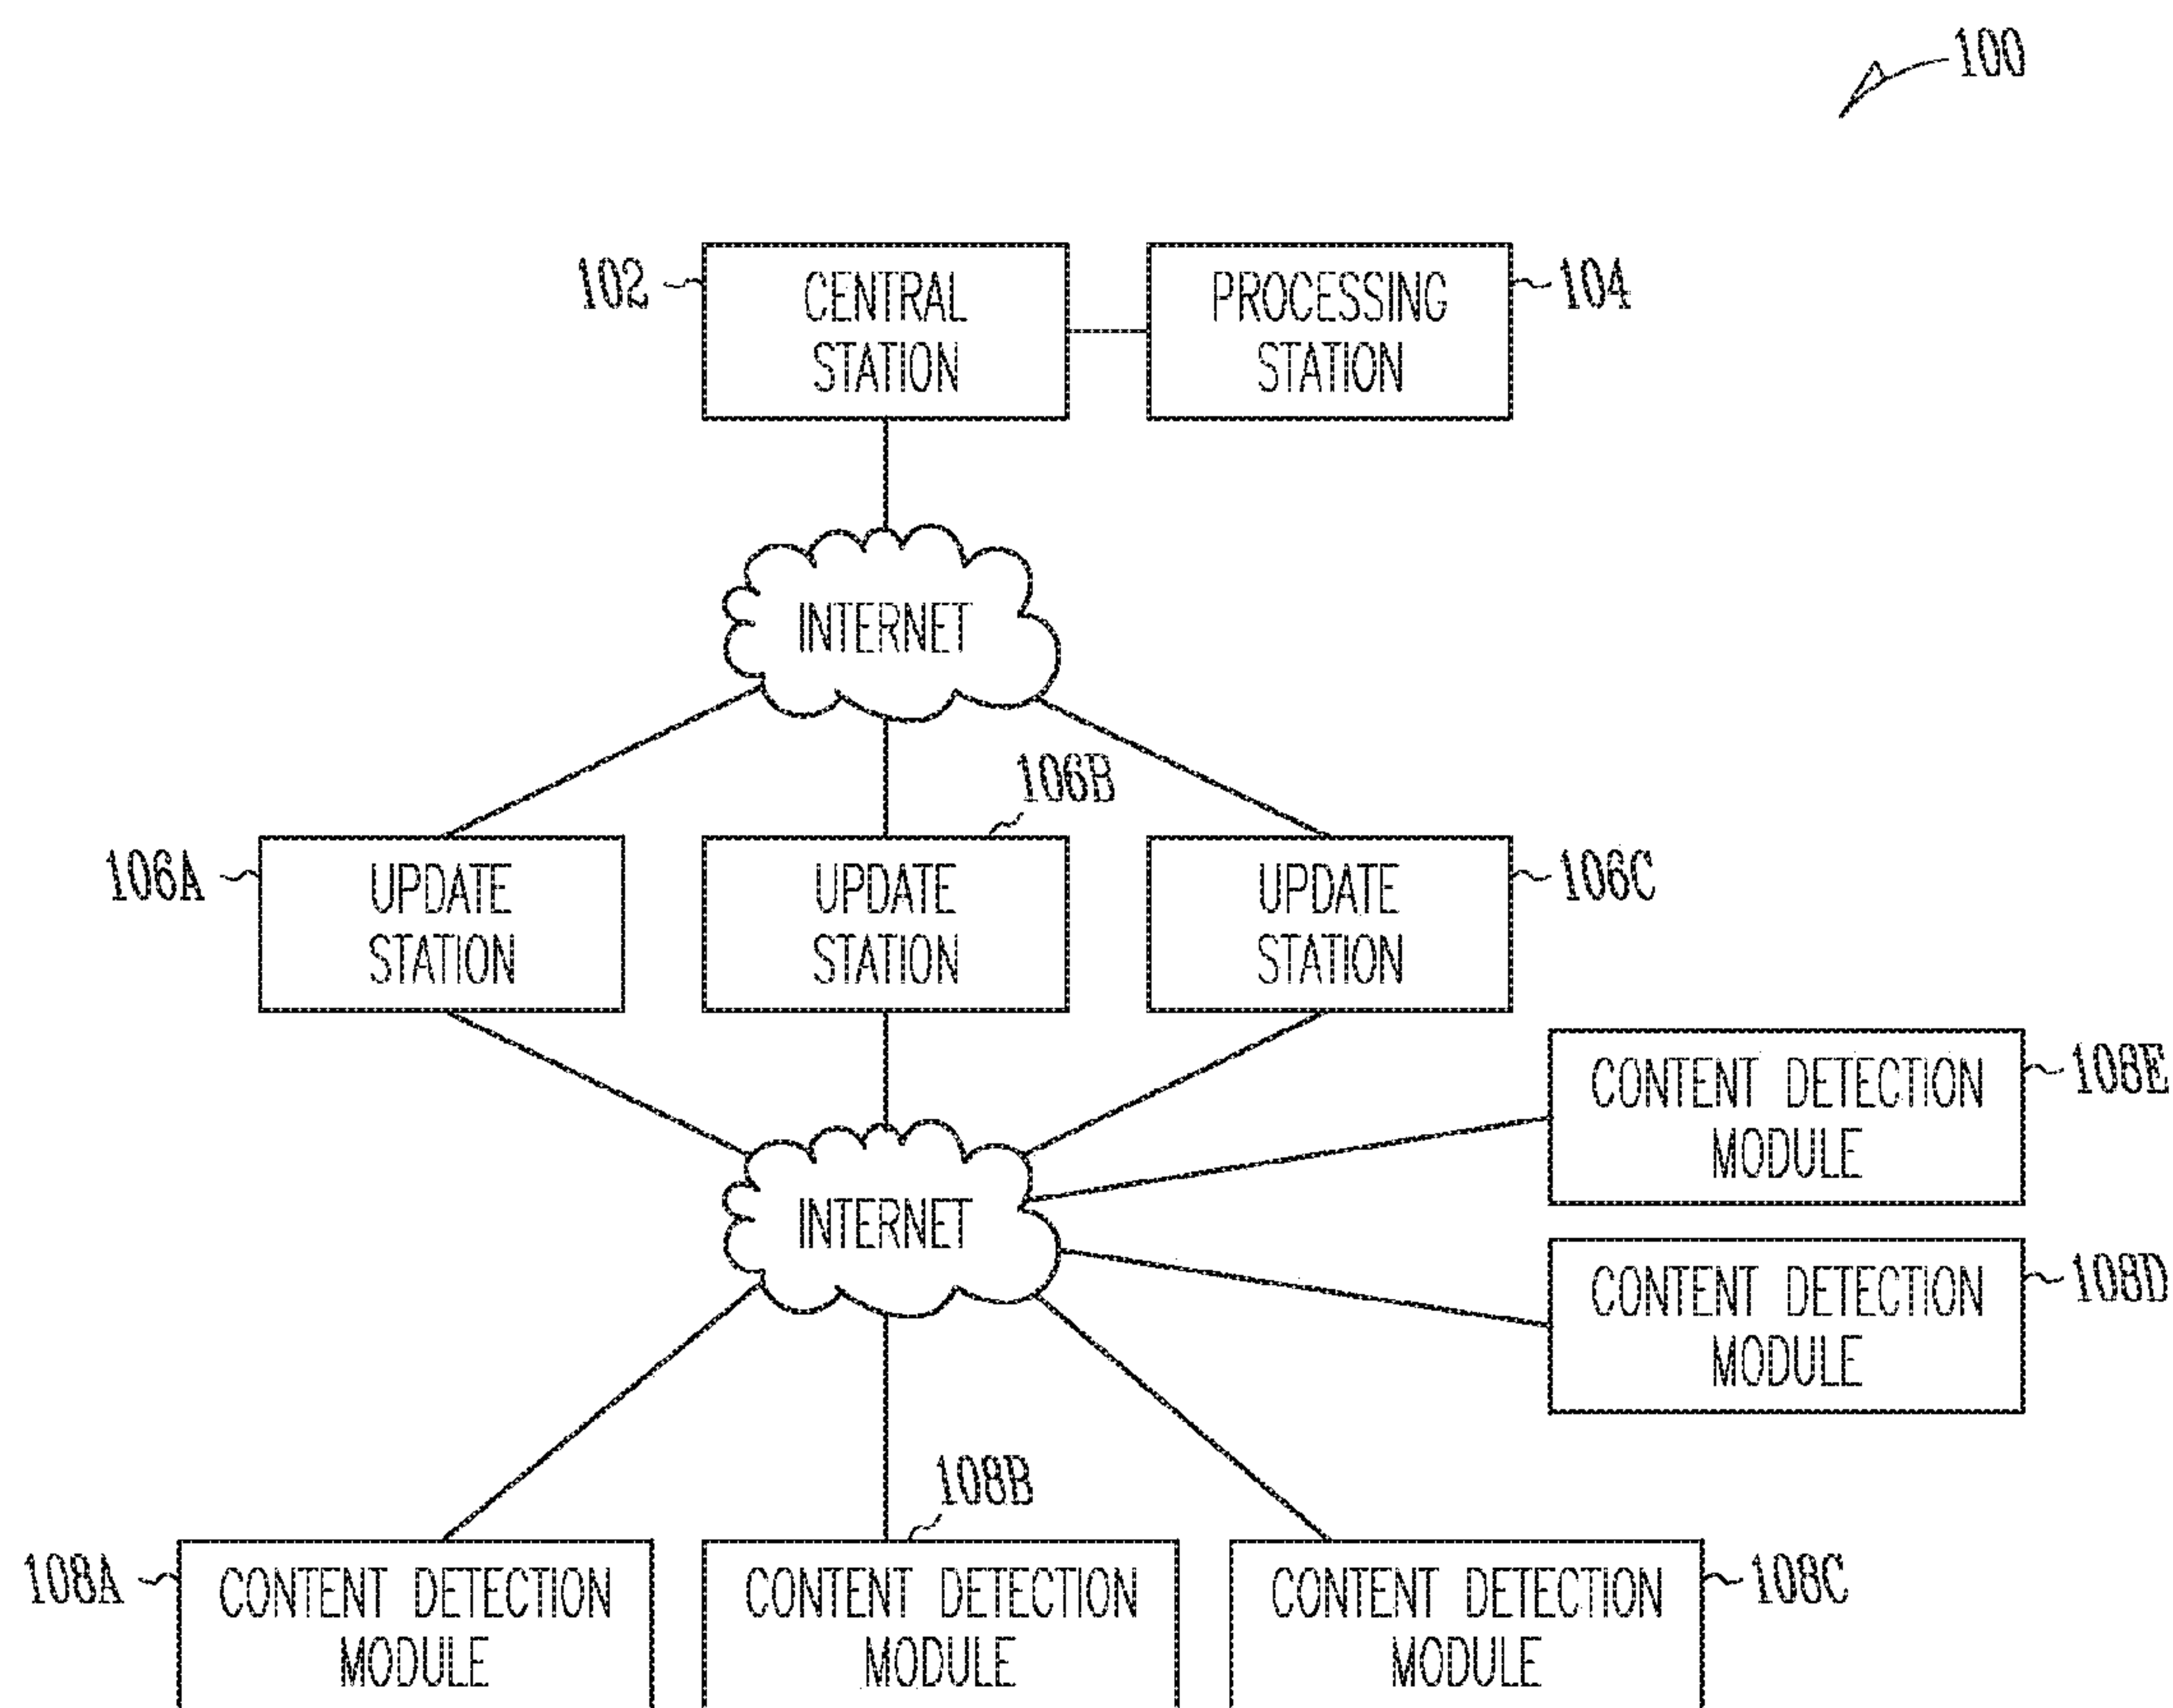 100
102
CENTRAL
STATION
PROCESSING
STATION
104
INTERNET
106A
UPDATE
STATION
106B
UPDATE
STATION
UPDATE
STATION
106C
INTERNET
CONTENT DETECTION
MODULE
108E
CONTENT DETECTION
MODULE
108D
108A
CONTENT DETECTION
MODULE
108B
CONTENT DETECTION
MODULE
CONTENT DETECTION
MODULE
108C